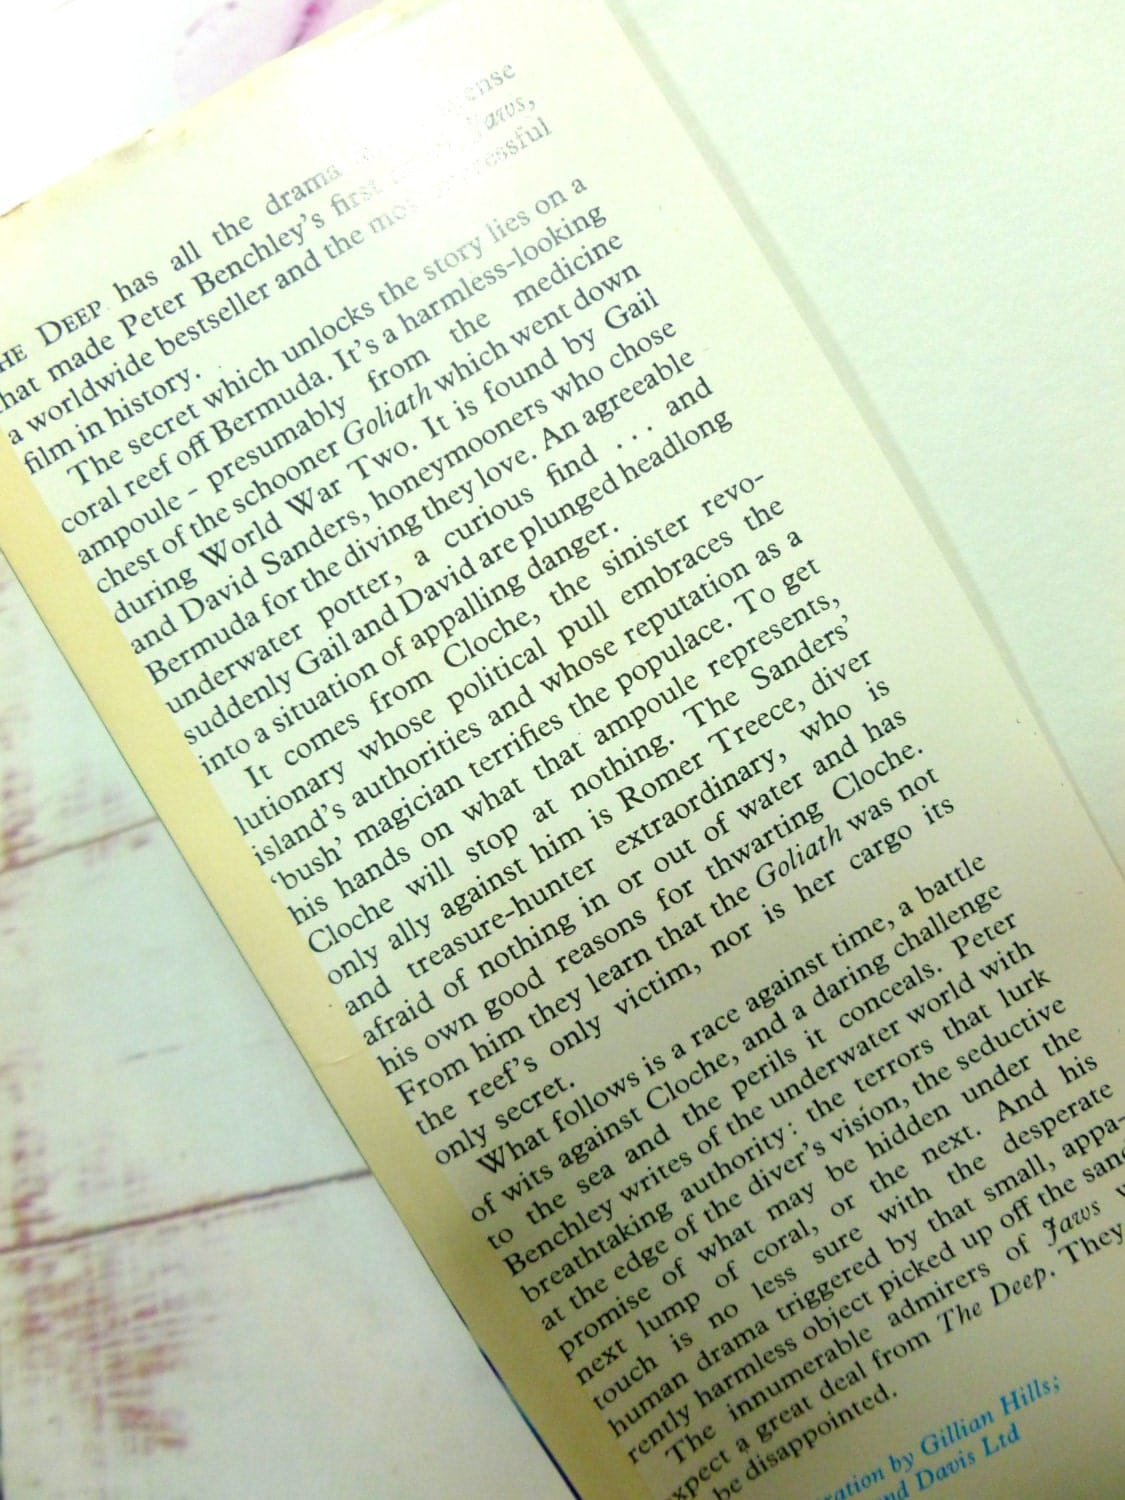 HE DEEP has all the drama
that made Peter Benchley's first Jaws,
a worldwide bestseller and the most successful
film in history.
The secret which unlocks the story lies on a
coral reef off Bermuda. It's a harmless-looking
ampoule - presumably from the medicine
chest of the schooner Goliath which went down
during World War Two. It is found by Gail
and David Sanders, honeymooners who chose
Bermuda for the diving they love. An agreeable
underwater potter, a curious find . . . and
suddenly Gail and David are plunged headlong
into a situation of appalling danger.
It comes from Cloche, the sinister revo-
lutionary whose political pull embraces the
island's authorities and whose reputation as a
'bush' magician terrifies the populace. To get
his hands on what that ampoule represents,
Cloche will stop at nothing. The Sanders'
only ally against him is Romer Treece, diver
and treasure-hunter extraordinary, who is
afraid of nothing in or out of water and has
his own good reasons for thwarting Cloche.
From him they learn that the Goliath was not
the reef's only victim, nor is her cargo its
only secret.
What follows is a race against time, a battle
of wits against Cloche, and a daring challenge
to the sea and the perils it conceals. Peter
Benchley writes of the underwater world with
breathtaking authority: the terrors that lurk
at the edge of the diver's vision, the seductive
promise of what may be hidden under the
next lump of coral, or the next. And his
touch is no less sure with the desperate
human drama triggered by that small, appa-
rently harmless object picked up off the sand
The innumerable admirers of Jaws
xpect a great deal from The Deep. They
be disappointed.
ration by Gillian Hills;
nd Davis Ltd